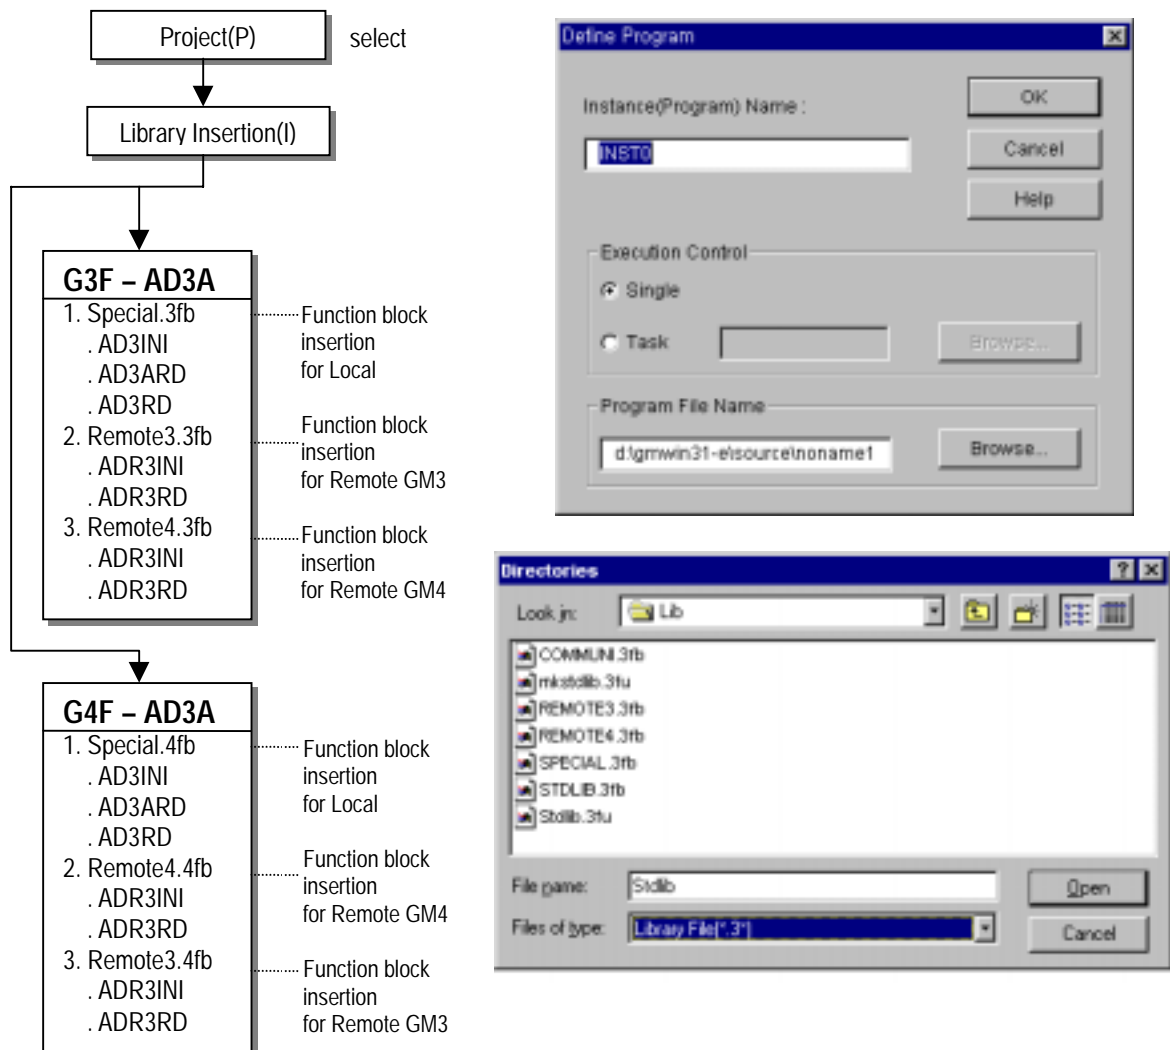 Project(P)
select
Library Insertion(I)
G3F – AD3A
1. Special.3fb
. AD3INI
. AD3ARD
. AD3RD
2. Remote3.3fb
. ADR3INI
. ADR3RD
3. Remote4.3fb
. ADR3INI
. ADR3RD
Function block
insertion
for Local
Function block
insertion
for Remote GM3
Function block
insertion
for Remote GM4
G4F – AD3A
1. Special.4fb
. AD3INI
. AD3ARD
. AD3RD
2. Remote4.4fb
. ADR3INI
. ADR3RD
3. Remote3.4fb
. ADR3INI
. ADR3RD
Function block
insertion
for Local
Function block
insertion
for Remote GM4
Function block
insertion
for Remote GM3
Define Program
Instance(Program) Name :
INST0
OK
Cancel
Help
Execution Control
Single
Task
Browse...
Program File Name
d:\gmwin31-e\source\noname1
Browse...
Directories
Look in:
Lib
COMMUNI.3fb
mkstdlib.3fu
REMOTE3.3fb
REMOTE4.3fb
SPECIAL.3fb
STDLIB.3fb
Stdlib.3fu
File name:
Stdlib
Open
Files of type:
Library File(*.3*)
Cancel